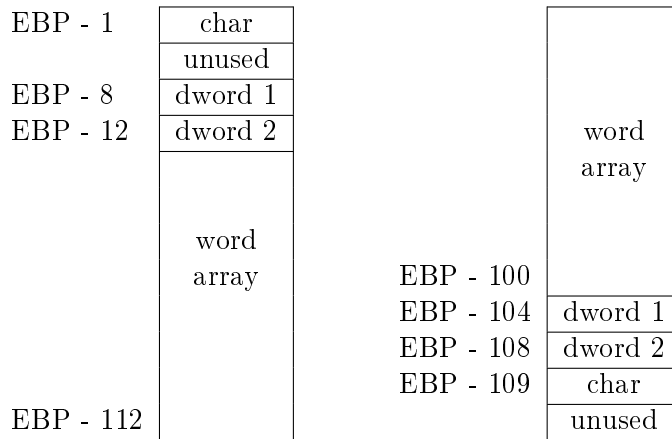 EBP - 1 char
unused
EBP - 8 dword 1
EBP - 12 dword 2
word
array
EBP - 112
word
array
EBP - 100
EBP - 104 dword 1
EBP - 108 dword 2
EBP - 109 char
unused